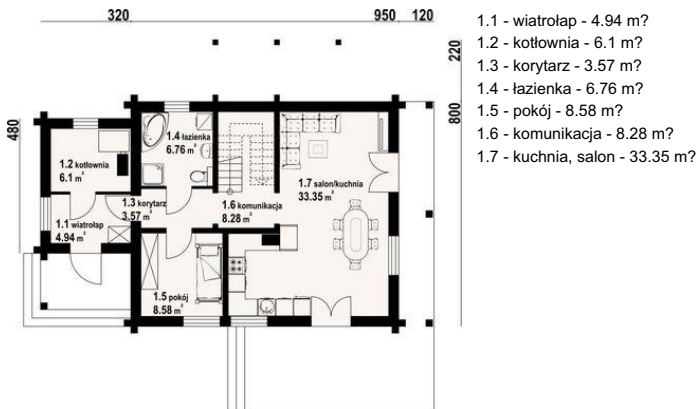 320
950
120
1.1 - wiatrołap - 4.94 m?
1.2 - kotłownia - 6.1 m?
1.3 - korytarz - 3.57 m?
1.4 - łazienka - 6.76 m?
1.5 - pokój - 8.58 m?
1.6 - komunikacja - 8.28 m?
1.7 - kuchnia, salon - 33.35 m?
220
800
480
1.4 łazienka
6.76 m²
1.2 kotłownia
6.1 m²
1.7 salon/kuchnia
33.35 m²
1.3 korytarz
3.57 m²
1.6 komunikacja
8.28 m²
1.1 wiatrołap
4.94 m²
1.5 pokój
8.58 m²